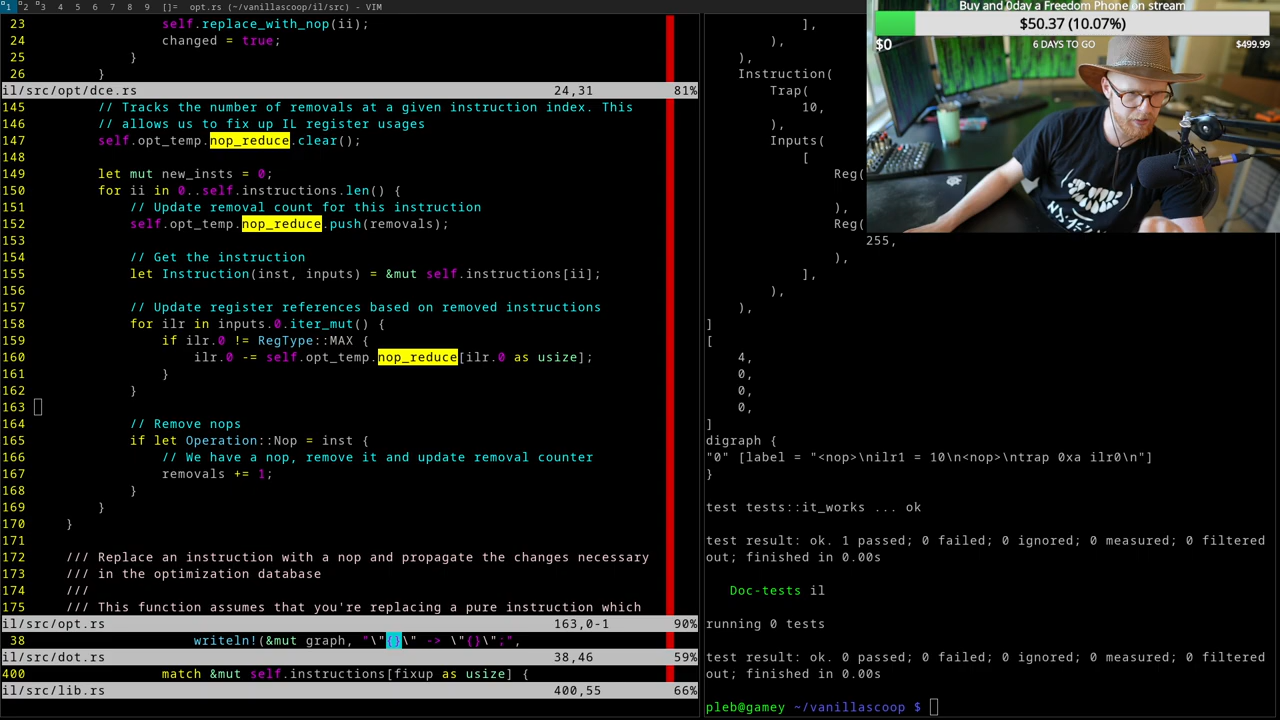 1 2 3 4 5 6 7 8 9 []= opt.rs (~/vanillascoop/il/src) - VIM
23 self.replace_with_nop(ii);
24 changed = true;
25 }
26 }
il/src/opt/dce.rs 24,31 81%
145 // Tracks the number of removals at a given instruction index. This
146 // allows us to fix up IL register usages
147 self.opt_temp.nop_reduce.clear();
148
149 let mut new_insts = 0;
150 for ii in 0..self.instructions.len() {
151 // Update removal count for this instruction
152 self.opt_temp.nop_reduce.push(removals);
153
154 // Get the instruction
155 let Instruction(inst, inputs) = &mut self.instructions[ii];
156
157 // Update register references based on removed instructions
158 for ilr in inputs.0.iter_mut() {
159 if ilr.0 != RegType::MAX {
160 ilr.0 -= self.opt_temp.nop_reduce[ilr.0 as usize];
161 }
162 }
163
164 // Remove nops
165 if let Operation::Nop = inst {
166 // We have a nop, remove it and update removal counter
167 removals += 1;
168 }
169 }
170 }
171
172 /// Replace an instruction with a nop and propagate the changes necessary
173 /// in the optimization database
174 ///
175 /// This function assumes that you're replacing a pure instruction which
il/src/opt.rs 163,0-1 90%
38 writeln!(&mut graph, "\"{}\" -> \"{}\";",
il/src/dot.rs 38,46 59%
400 match &mut self.instructions[fixup as usize] {
il/src/lib.rs 400,55 66%
],
),
),
Instruction(
Trap(
10,
),
Inputs(
[
Reg(
),
Reg(
255,
),
],
),
),
]
[
4,
0,
0,
0,
]
digraph {
"0" [label = "<nop>\nilr1 = 10\n<nop>\ntrap 0xa ilr0\n"]
}
test tests::it_works ... ok
test result: ok. 1 passed; 0 failed; 0 ignored; 0 measured; 0 filtered
out; finished in 0.00s
Doc-tests il
running 0 tests
test result: ok. 0 passed; 0 failed; 0 ignored; 0 measured; 0 filtered
out; finished in 0.00s
pleb@gamey ~/vanillascoop $
Buy and 0day a Freedom Phone on stream
$50.37 (10.07%)
$0 6 DAYS TO GO $499.99